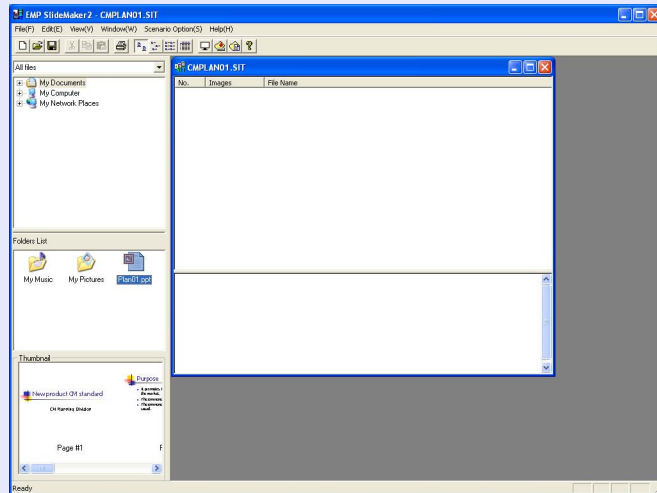 EMP SlideMaker2 - CMPLAN01.SIT
File(F) Edit(E) View(V) Window(W) Scenario Option(S) Help(H)
All files
My Documents
My Computer
My Network Places
CMPLAN01.SIT
No. Images File Name
Folders List
My Music My Pictures Plan01.ppt
Thumbnail
Purpose
New product CM standard
CM Planning Division
Page #1
Ready